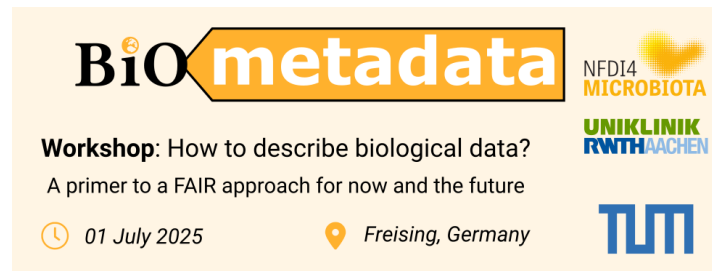 BiO metadata
Workshop: How to describe biological data?
A primer to a FAIR approach for now and the future
01 July 2025
Freising, Germany
NFDI4
MICROBIOTA
UNIKLINIK
RWTHAACHEN
TUM